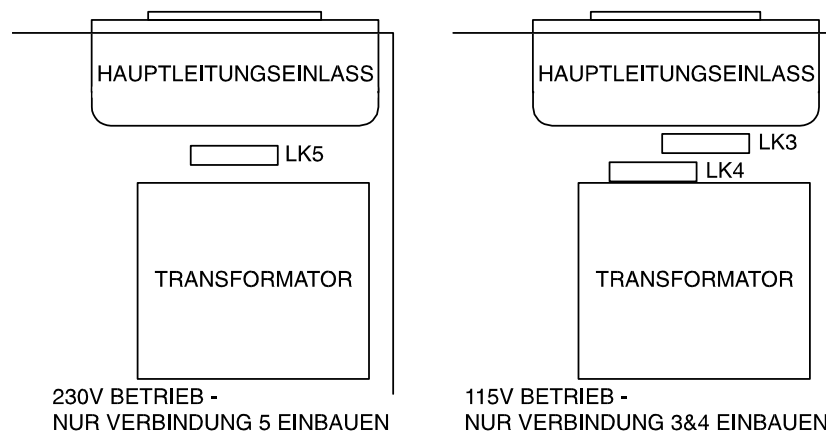 HAUPTLEITUNGSEINLASS
LK5
TRANSFORMATOR
230V BETRIEB -
NUR VERBINDUNG 5 EINBAUEN
HAUPTLEITUNGSEINLASS
LK3
LK4
TRANSFORMATOR
115V BETRIEB -
NUR VERBINDUNG 3&4 EINBAUEN